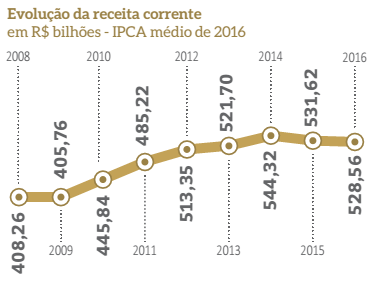 Evolução da receita corrente
em R$ bilhões - IPCA médio de 2016
2008 2010 2012 2014 2016
408,26 405,76 445,84 485,22 513,35 521,70 544,32 531,62 528,56
2009 2011 2013 2015